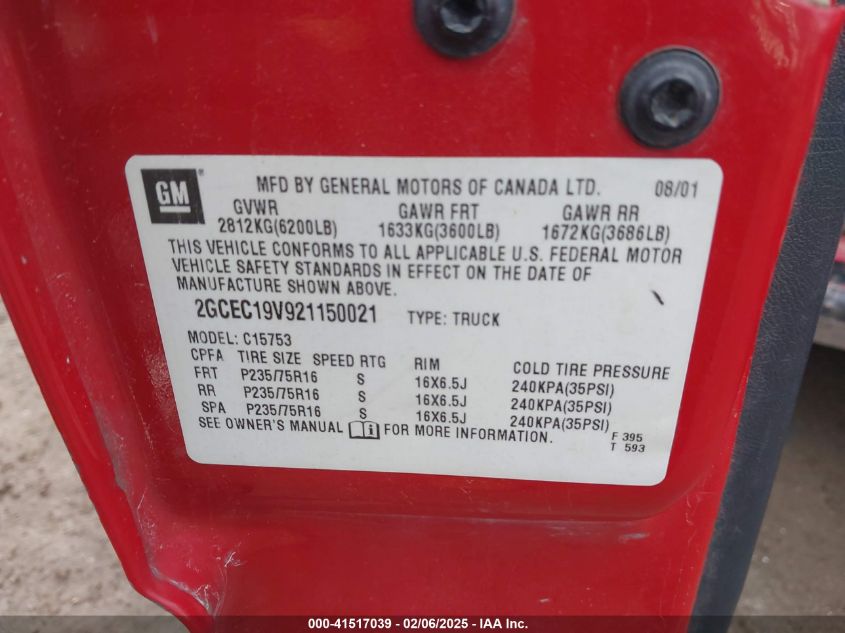 GM
MFD BY GENERAL MOTORS OF CANADA LTD. 08/01
GVWR GAWR FRT GAWR RR
2812KG(6200LB) 1633KG(3600LB) 1672KG(3686LB)
THIS VEHICLE CONFORMS TO ALL APPLICABLE U.S. FEDERAL MOTOR
VEHICLE SAFETY STANDARDS IN EFFECT ON THE DATE OF
MANUFACTURE SHOWN ABOVE.
2GCEC19V921150021 TYPE: TRUCK
MODEL: C15753
CPFA TIRE SIZE SPEED RTG RIM COLD TIRE PRESSURE
FRT P235/75R16 S 16X6.5J 240KPA(35PSI)
RR P235/75R16 S 16X6.5J 240KPA(35PSI)
SPA P235/75R16 S 16X6.5J 240KPA(35PSI)
SEE OWNER'S MANUAL FOR MORE INFORMATION.
F 395
T 593
000-41517039 - 02/06/2025 - IAA Inc.